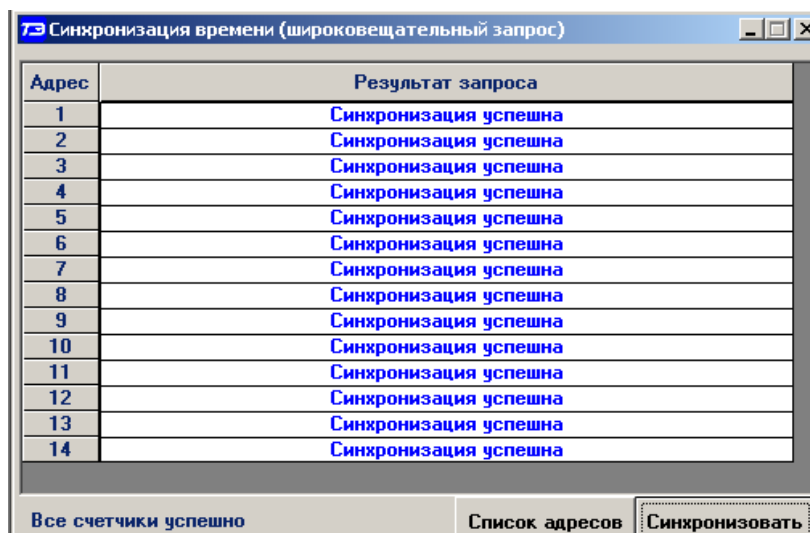 ТЭ Синхронизация времени (широковещательный запрос)
Адрес Результат запроса
1 Синхронизация успешна
2 Синхронизация успешна
3 Синхронизация успешна
4 Синхронизация успешна
5 Синхронизация успешна
6 Синхронизация успешна
7 Синхронизация успешна
8 Синхронизация успешна
9 Синхронизация успешна
10 Синхронизация успешна
11 Синхронизация успешна
12 Синхронизация успешна
13 Синхронизация успешна
14 Синхронизация успешна
Все счетчики успешно Список адресов Синхронизовать